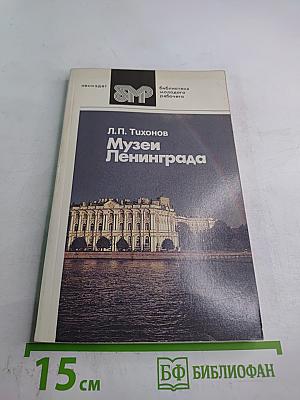 лениздат
БМР
библиотека
молодого
рабочего
Л.П. Тихонов
Музеи
Ленинграда
15 см
БФ БИБЛИОФАН